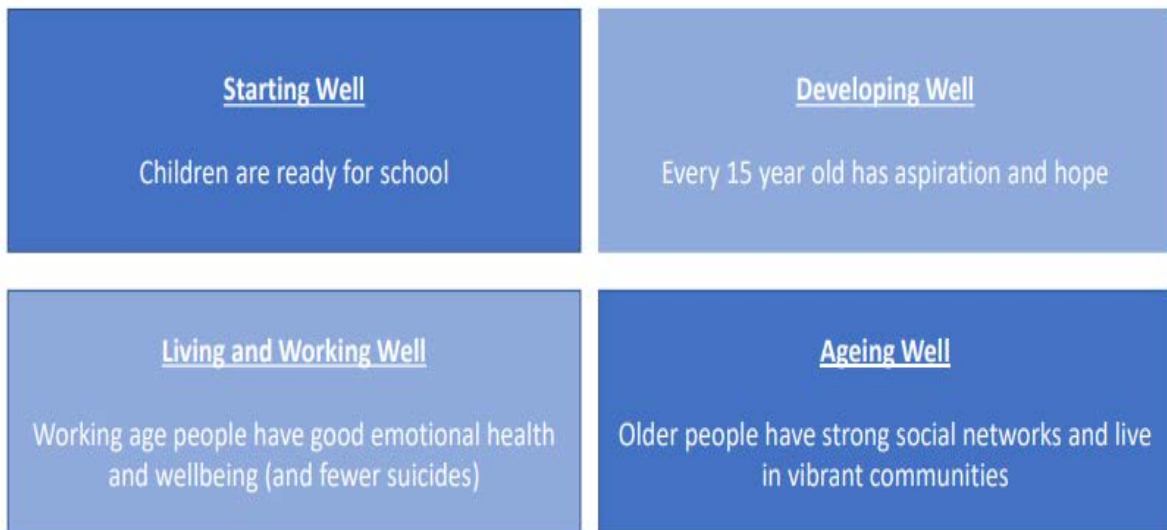 Starting Well
Children are ready for school
Developing Well
Every 15 year old has aspiration and hope
Living and Working Well
Working age people have good emotional health
and wellbeing (and fewer suicides)
Ageing Well
Older people have strong social networks and live
in vibrant communities